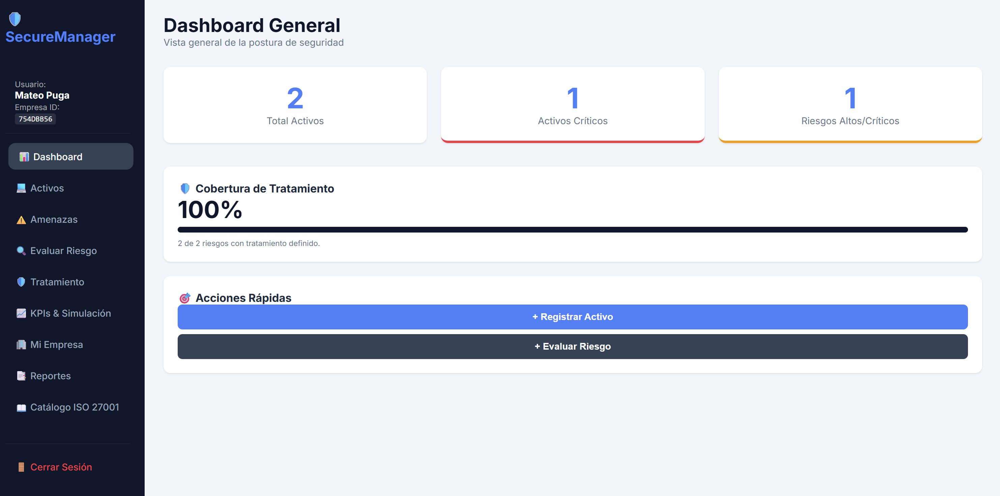 SecureManager
Usuario:
Mateo Puga
Empresa ID:
754DBB56
Dashboard
Activos
Amenazas
Evaluar Riesgo
Tratamiento
KPIs & Simulación
Mi Empresa
Reportes
Catálogo ISO 27001
Cerrar Sesión
Dashboard General
Vista general de la postura de seguridad
2
Total Activos
1
Activos Críticos
1
Riesgos Altos/Críticos
Cobertura de Tratamiento
100%
2 de 2 riesgos con tratamiento definido.
Acciones Rápidas
+ Registrar Activo
+ Evaluar Riesgo